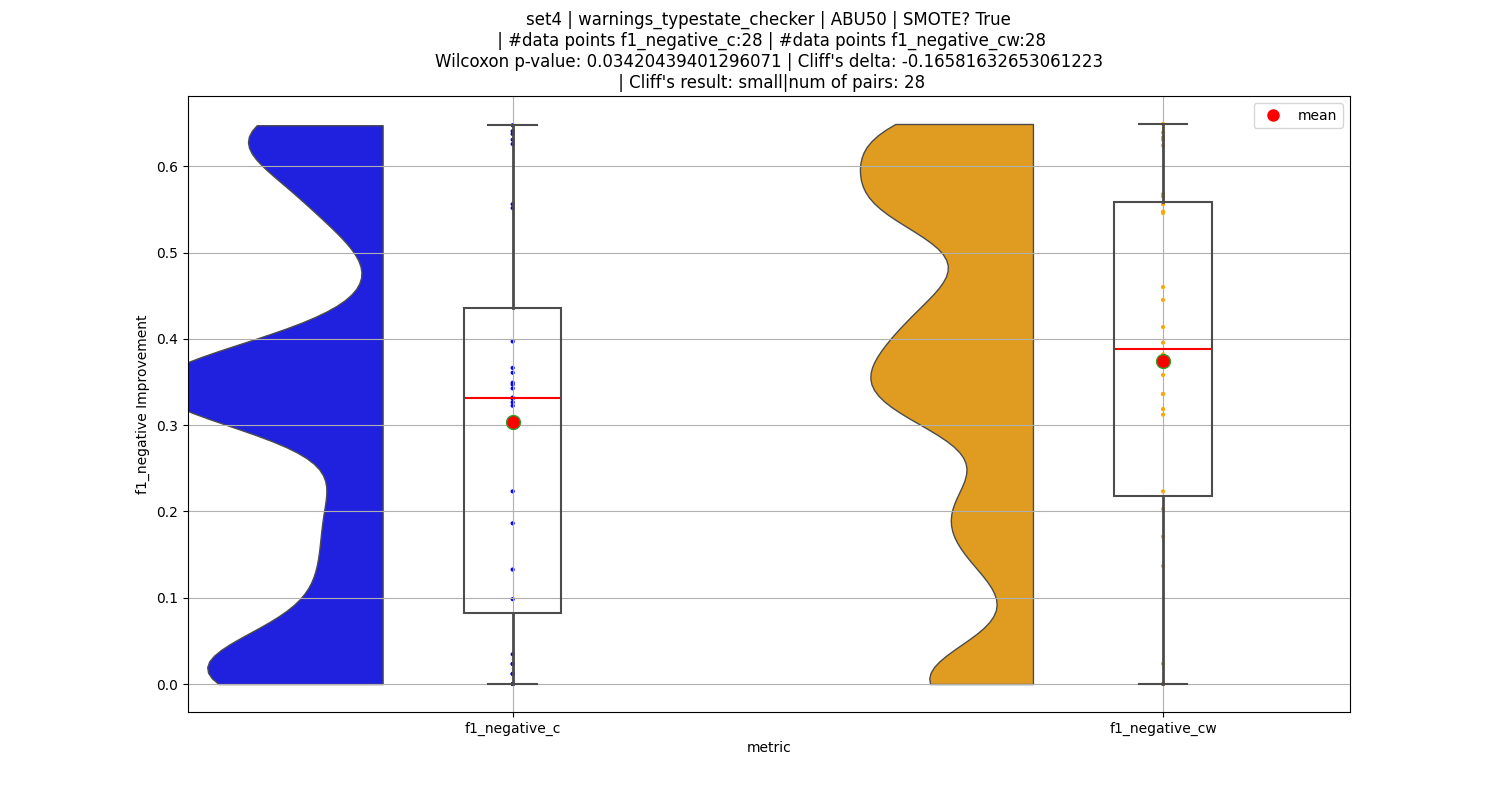 set4 | warnings_typestate_checker | ABU50 | SMOTE? True
| #data points f1_negative_c:28 | #data points f1_negative_cw:28
Wilcoxon p-value: 0.03420439401296071 | Cliff's delta: -0.16581632653061223
| Cliff's result: small|num of pairs: 28
mean
0.6
0.5
0.4
0.3
0.2
0.1
0.0
f1_negative Improvement
f1_negative_c
f1_negative_cw
metric